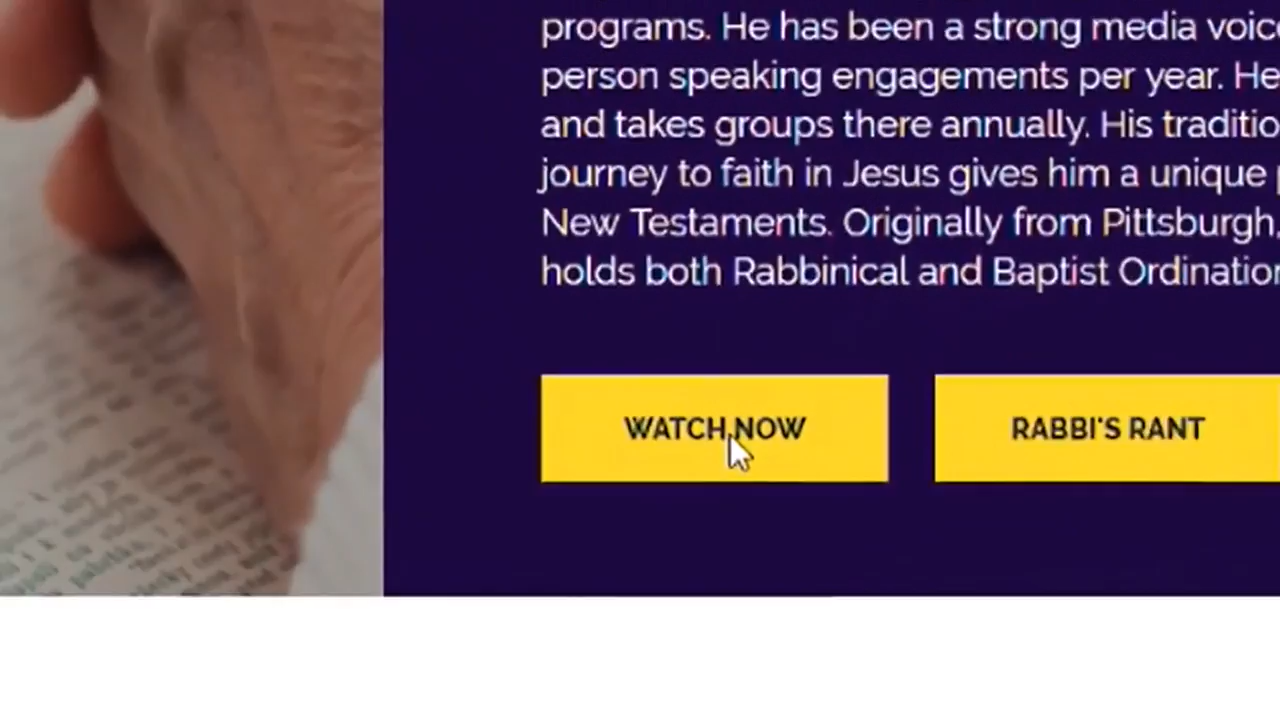 programs. He has been a strong media voice
person speaking engagements per year. He
and takes groups there annually. His traditio
journey to faith in Jesus gives him a unique
New Testaments. Originally from Pittsburgh,
holds both Rabbinical and Baptist Ordination
WATCH NOW
RABBI'S RANT